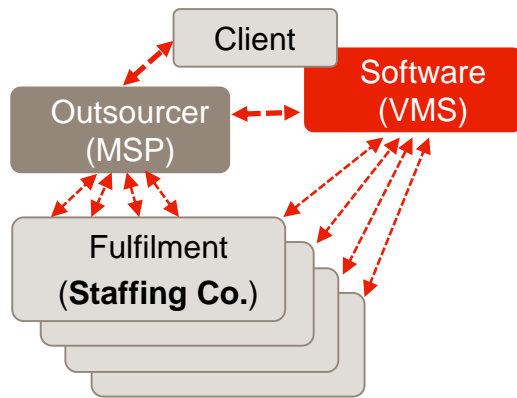 Client
Software
(VMS)
Outsourcer
(MSP)
Fulfilment
(Staffing Co.)